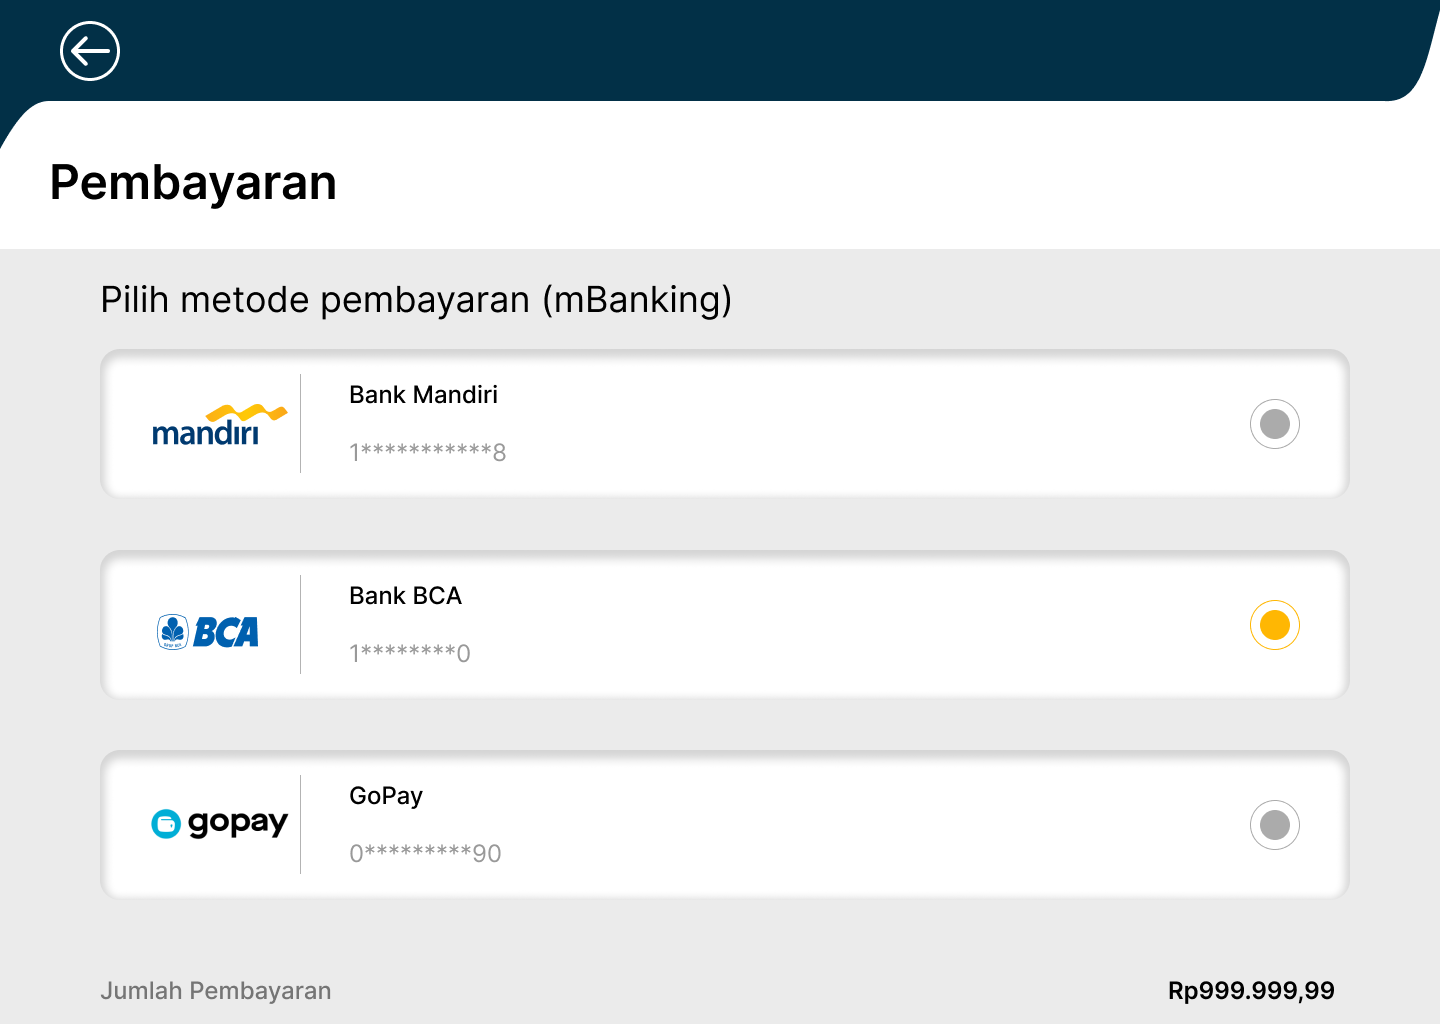 Pembayaran
Pilih metode pembayaran (mBanking)
mandırı
Bank Mandiri
1***********8
BCA
Bank BCA
1********0
gopay
GoPay
0*********90
Jumlah Pembayaran
Rp999.999,99